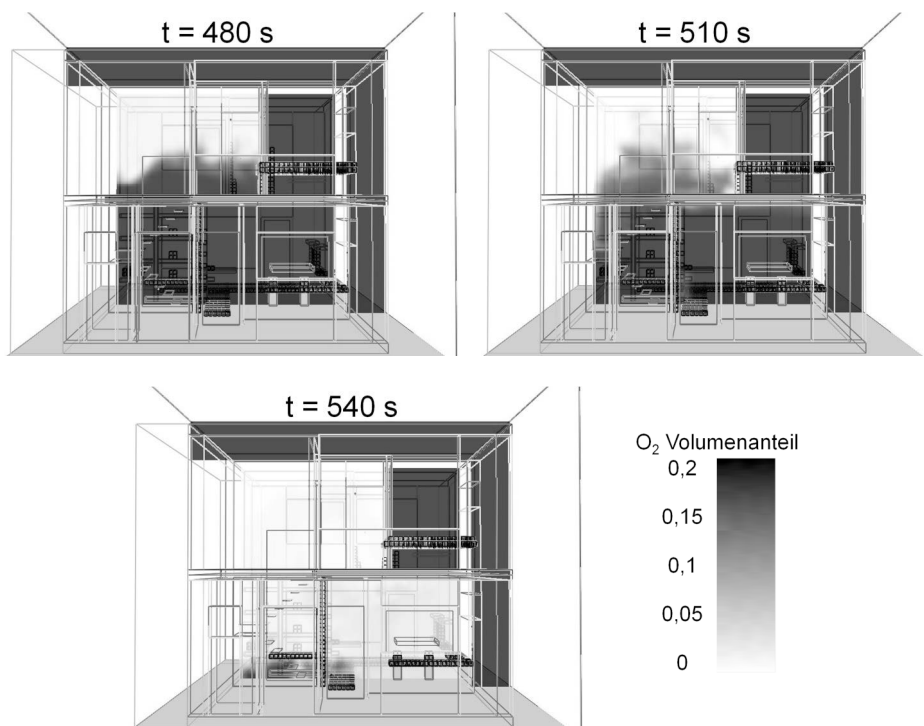 t = 480 s
t = 510 s
t = 540 s
O₂ Volumenanteil
0,2
0,15
0,1
0,05
0